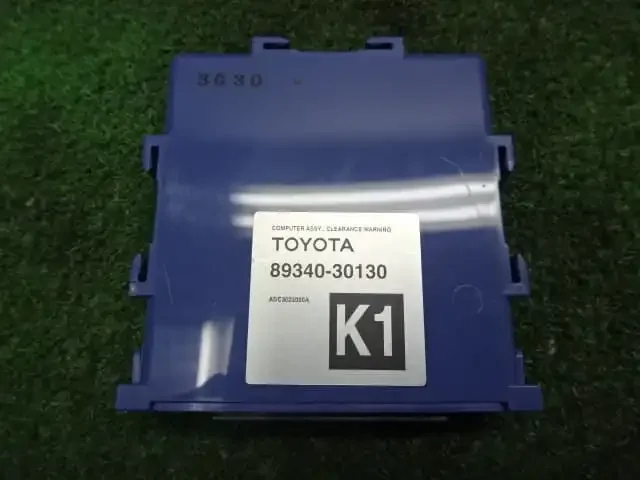 3630
COMPUTER ASSY., CLEARANCE WARNING
TOYOTA
89340-30130
K1